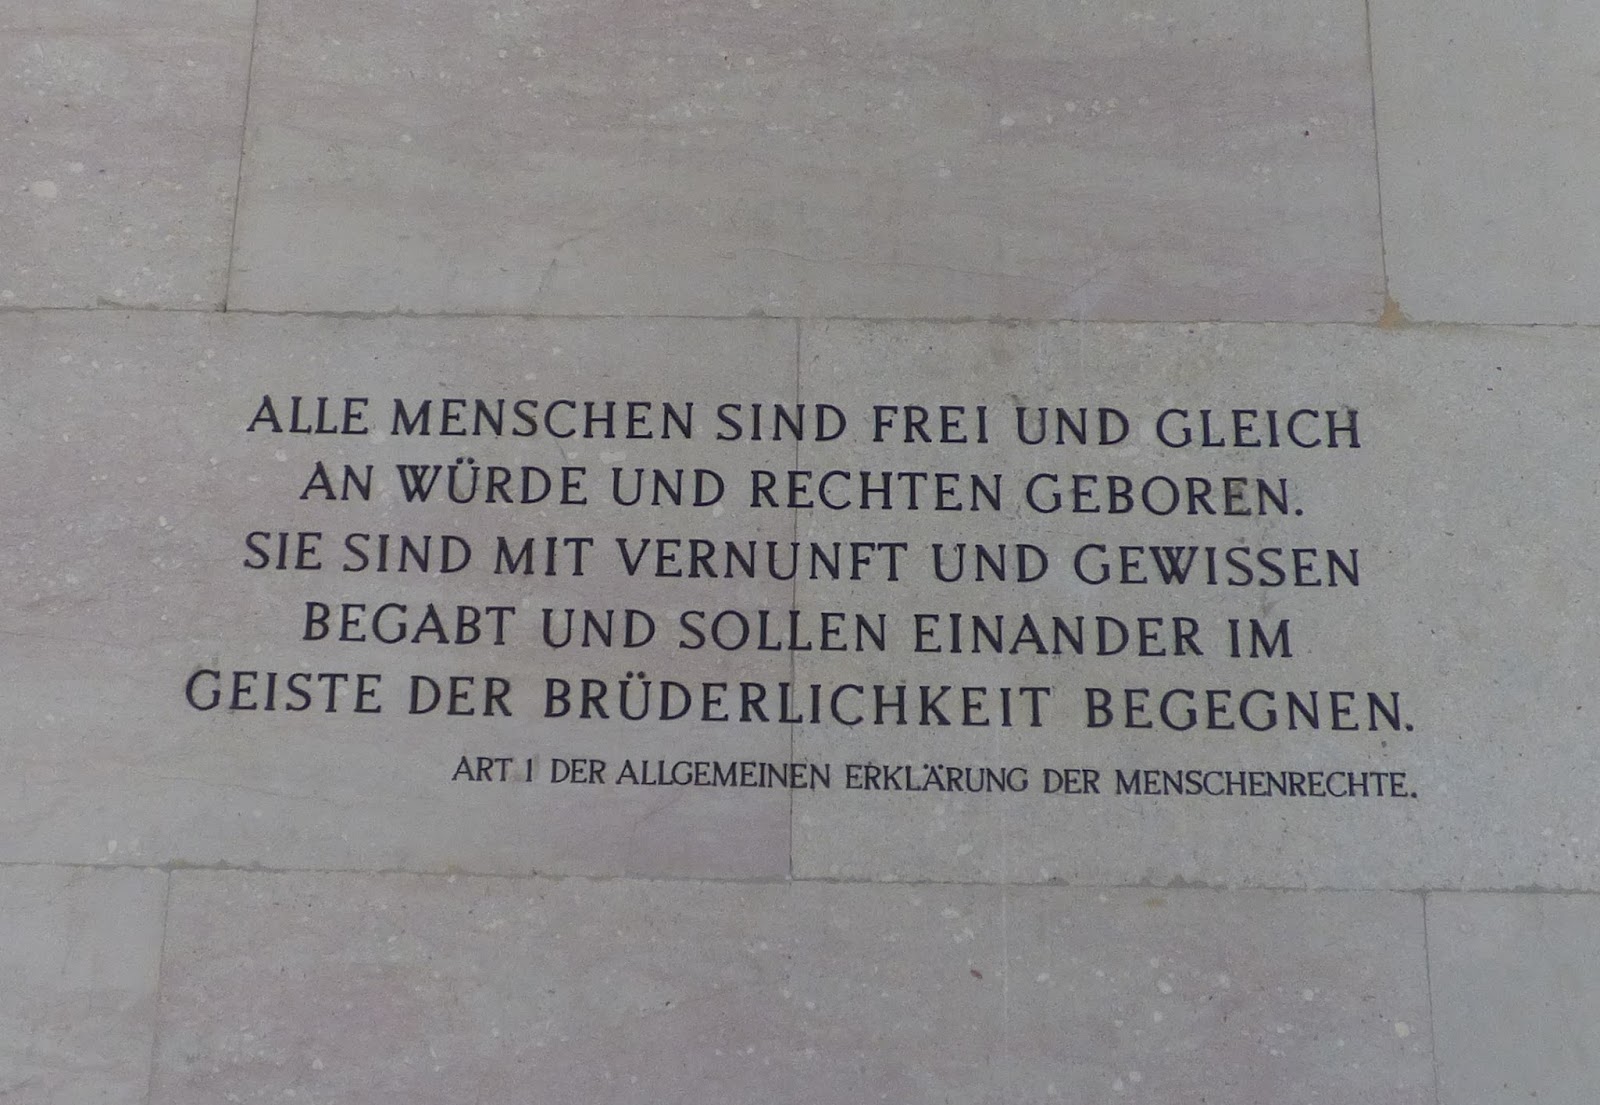 ALLE MENSCHEN SIND FREI UND GLEICH
AN WÜRDE UND RECHTEN GEBOREN.
SIE SIND MIT VERNUNFT UND GEWISSEN
BEGABT UND SOLLEN EINANDER IM
GEISTE DER BRÜDERLICHKEIT BEGEGNEN.
ART 1 DER ALLGEMEINEN ERKLÄRUNG DER MENSCHENRECHTE.